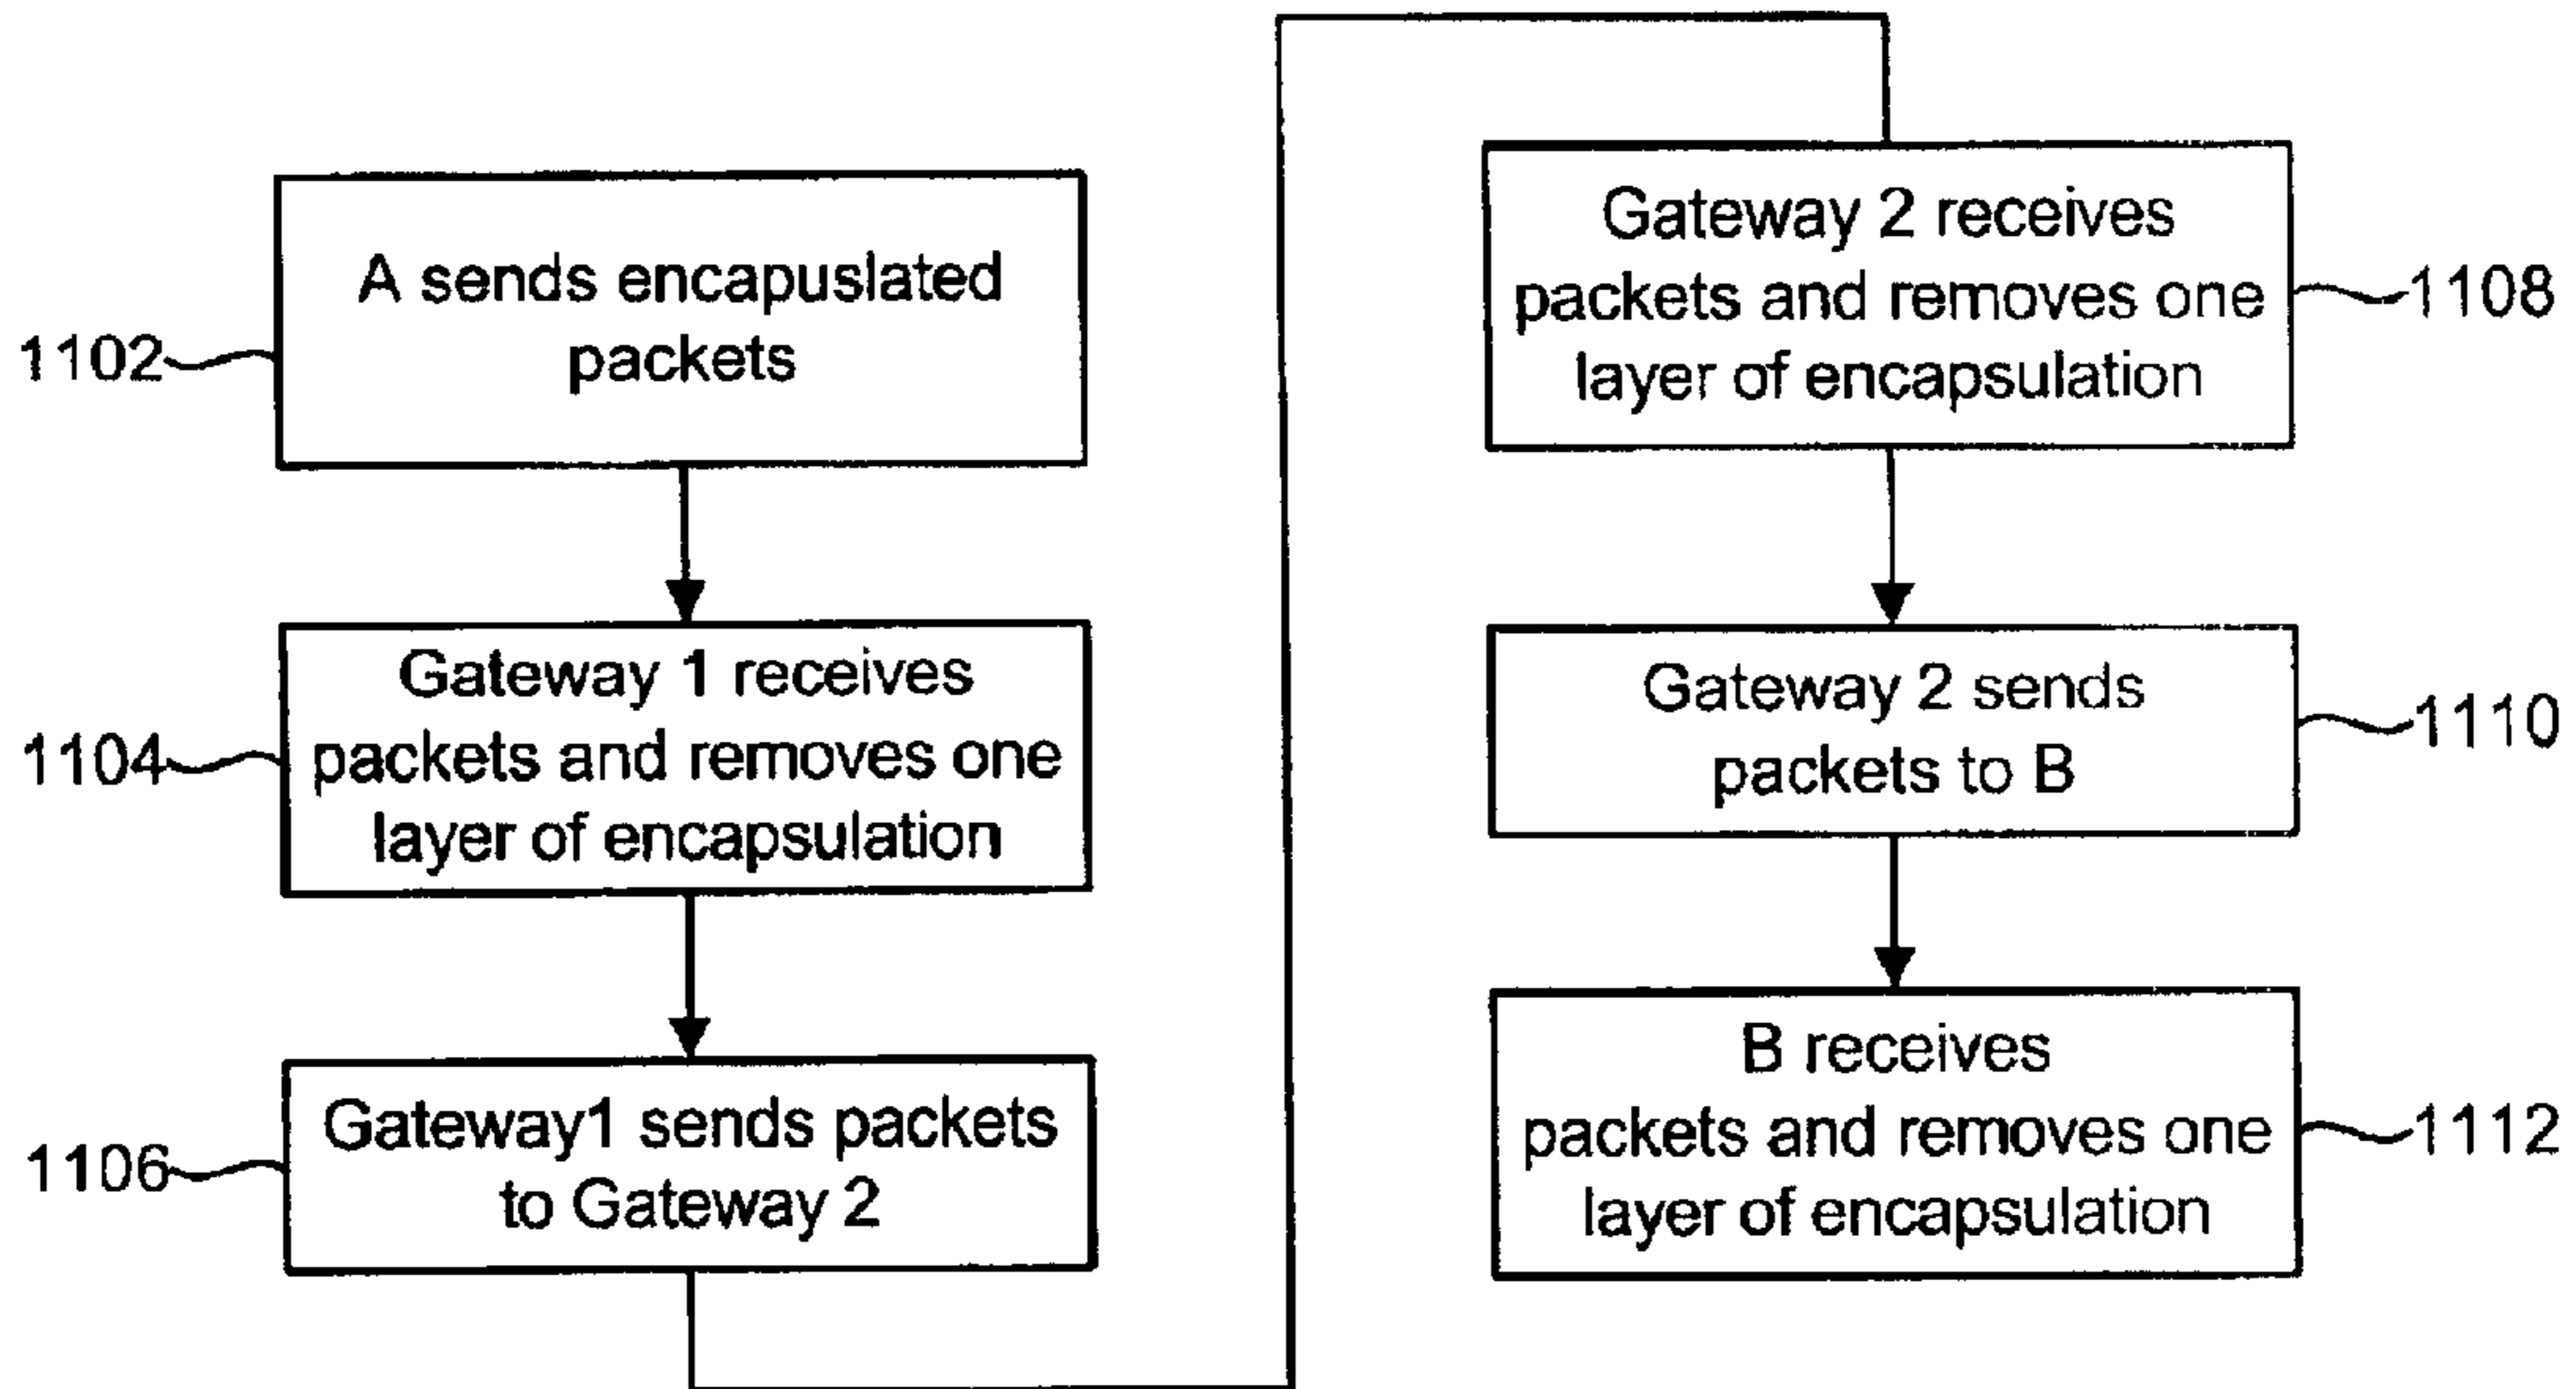 A sends encapuslated
packets
1102
Gateway 1 receives
packets and removes one
layer of encapsulation
1104
Gateway1 sends packets
to Gateway 2
1106
Gateway 2 receives
packets and removes one
layer of encapsulation
1108
Gateway 2 sends
packets to B
1110
B receives
packets and removes one
layer of encapsulation
1112